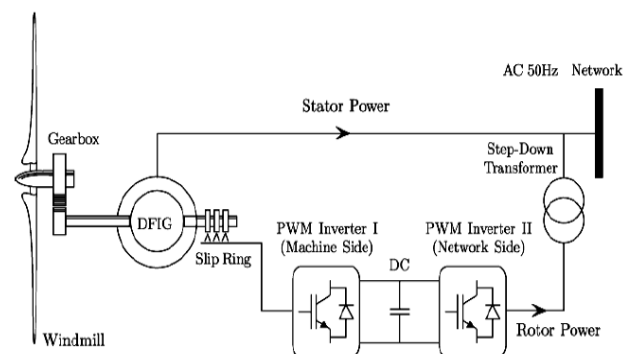 AC 50Hz Network
Stator Power
Gearbox
Step-Down
Transformer
DFIG
PWM Inverter I
(Machine Side)
PWM Inverter II
(Network Side)
Slip Ring
DC
Rotor Power
Windmill